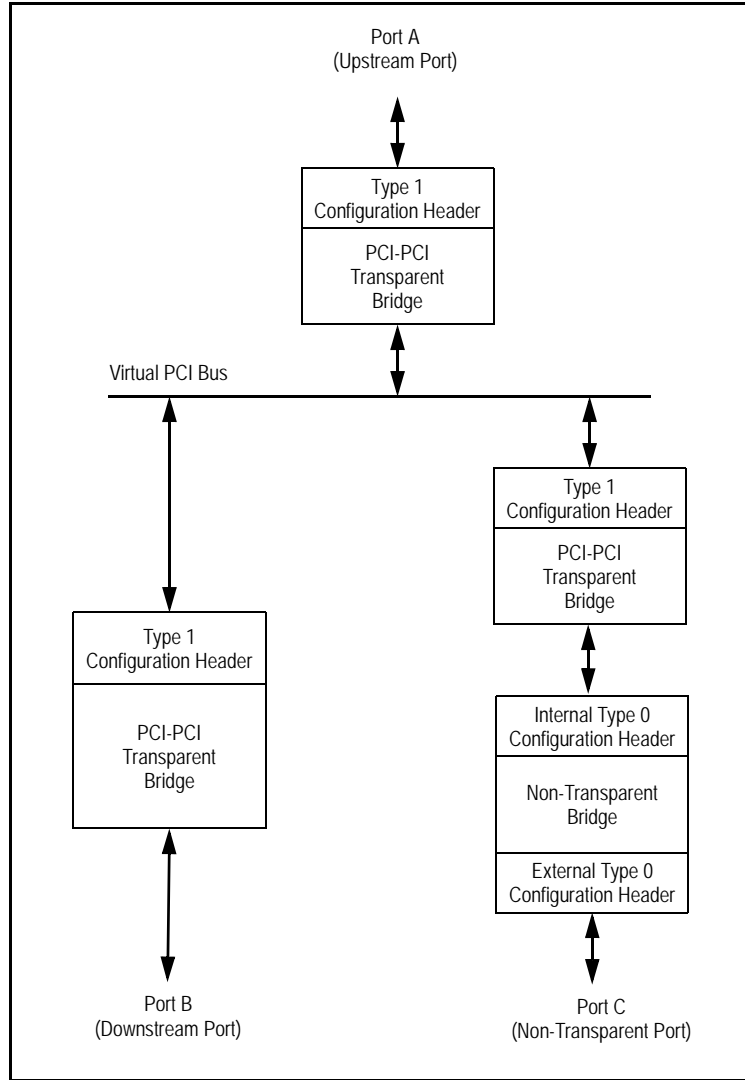 Port A
(Upstream Port)
Type 1
Configuration Header
PCI-PCI
Transparent
Bridge
Virtual PCI Bus
Type 1
Configuration Header
PCI-PCI
Transparent
Bridge
Type 1
Configuration Header
PCI-PCI
Transparent
Bridge
Internal Type 0
Configuration Header
Non-Transparent
Bridge
External Type 0
Configuration Header
Port B
(Downstream Port)
Port C
(Non-Transparent Port)